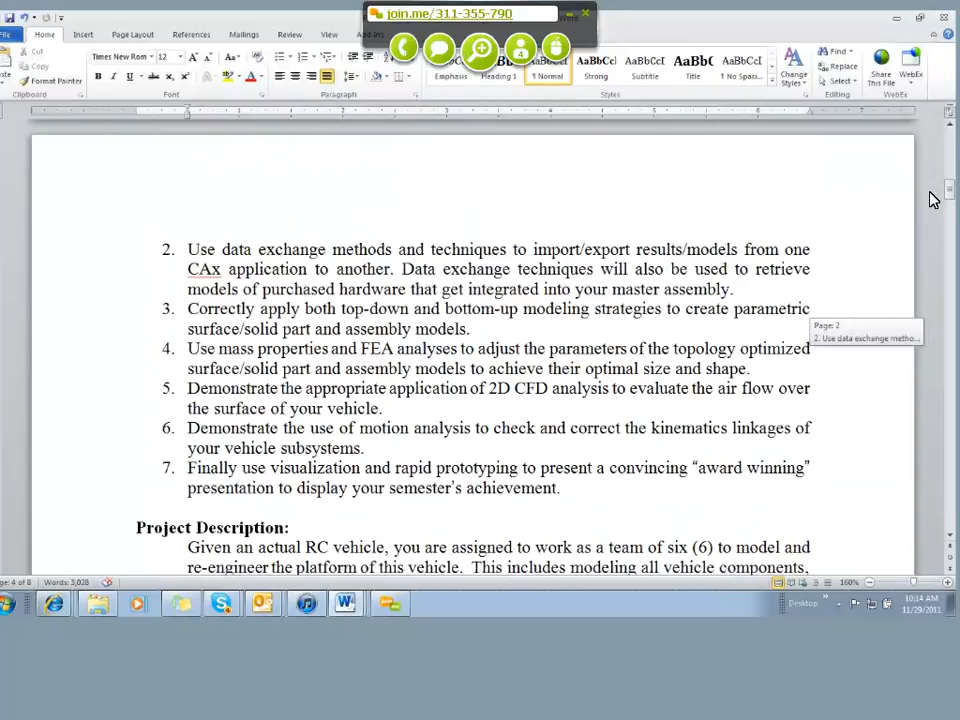 join.me/311-355-790
File Home Insert Page Layout References Mailings Review View Add-Ins
Cut
Copy
Format Painter
Clipboard
Times New Rom 12
Font
Paragraph
Emphasis Heading 1 ¶ Normal Strong Subtitle Title ¶ No Spac...
Change Styles
Styles
Find
Replace
Select
Editing
Share This File
WebEx
WebEx
2. Use data exchange methods and techniques to import/export results/models from one
CAx application to another. Data exchange techniques will also be used to retrieve
models of purchased hardware that get integrated into your master assembly.
3. Correctly apply both top-down and bottom-up modeling strategies to create parametric
surface/solid part and assembly models.
4. Use mass properties and FEA analyses to adjust the parameters of the topology optimized
surface/solid part and assembly models to achieve their optimal size and shape.
5. Demonstrate the appropriate application of 2D CFD analysis to evaluate the air flow over
the surface of your vehicle.
6. Demonstrate the use of motion analysis to check and correct the kinematics linkages of
your vehicle subsystems.
7. Finally use visualization and rapid prototyping to present a convincing “award winning”
presentation to display your semester’s achievement.
Page: 2
2. Use data exchange metho...
Project Description:
Given an actual RC vehicle, you are assigned to work as a team of six (6) to model and
re-engineer the platform of this vehicle. This includes modeling all vehicle components,
Page: 4 of 8 Words: 3,028 160%
Desktop
10:14 AM
11/29/2011